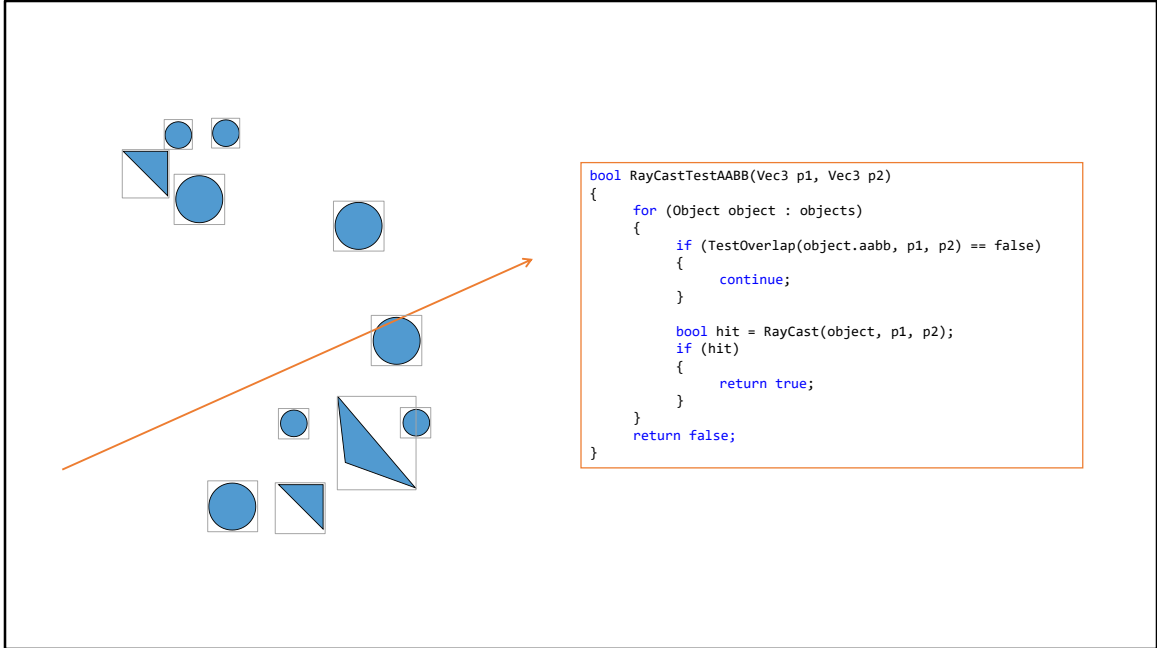 bool RayCastTestAABB(Vec3 p1, Vec3 p2)
{
for (Object object : objects)
{
if (TestOverlap(object.aabb, p1, p2) == false)
{
continue;
}
bool hit = RayCast(object, p1, p2);
if (hit)
{
return true;
}
}
return false;
}